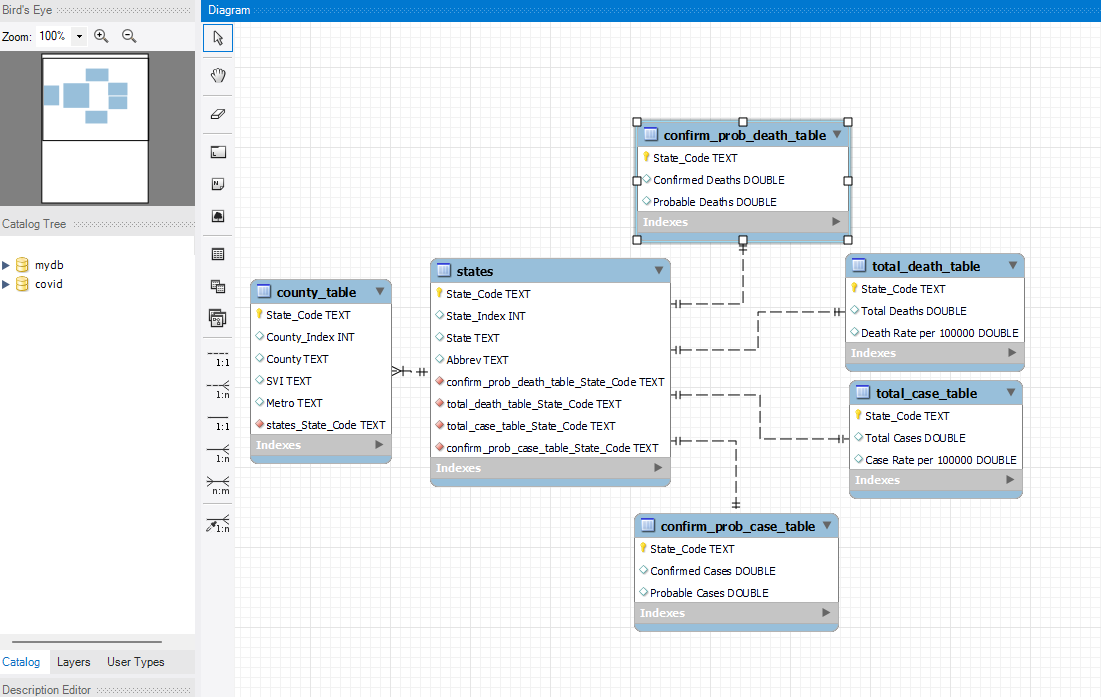 Bird's Eye
Zoom: 100%
Catalog Tree
mydb
covid
Catalog Layers User Types
Description Editor
Diagram
1:1
1:n
1:1
1:n
n:m
1:n
confirm_prob_death_table
State_Code TEXT
Confirmed Deaths DOUBLE
Probable Deaths DOUBLE
Indexes
county_table
State_Code TEXT
County_Index INT
County TEXT
SVI TEXT
Metro TEXT
states_State_Code TEXT
Indexes
states
State_Code TEXT
State_Index INT
State TEXT
Abbrev TEXT
confirm_prob_death_table_State_Code TEXT
total_death_table_State_Code TEXT
total_case_table_State_Code TEXT
confirm_prob_case_table_State_Code TEXT
Indexes
total_death_table
State_Code TEXT
Total Deaths DOUBLE
Death Rate per 100000 DOUBLE
Indexes
total_case_table
State_Code TEXT
Total Cases DOUBLE
Case Rate per 100000 DOUBLE
Indexes
confirm_prob_case_table
State_Code TEXT
Confirmed Cases DOUBLE
Probable Cases DOUBLE
Indexes